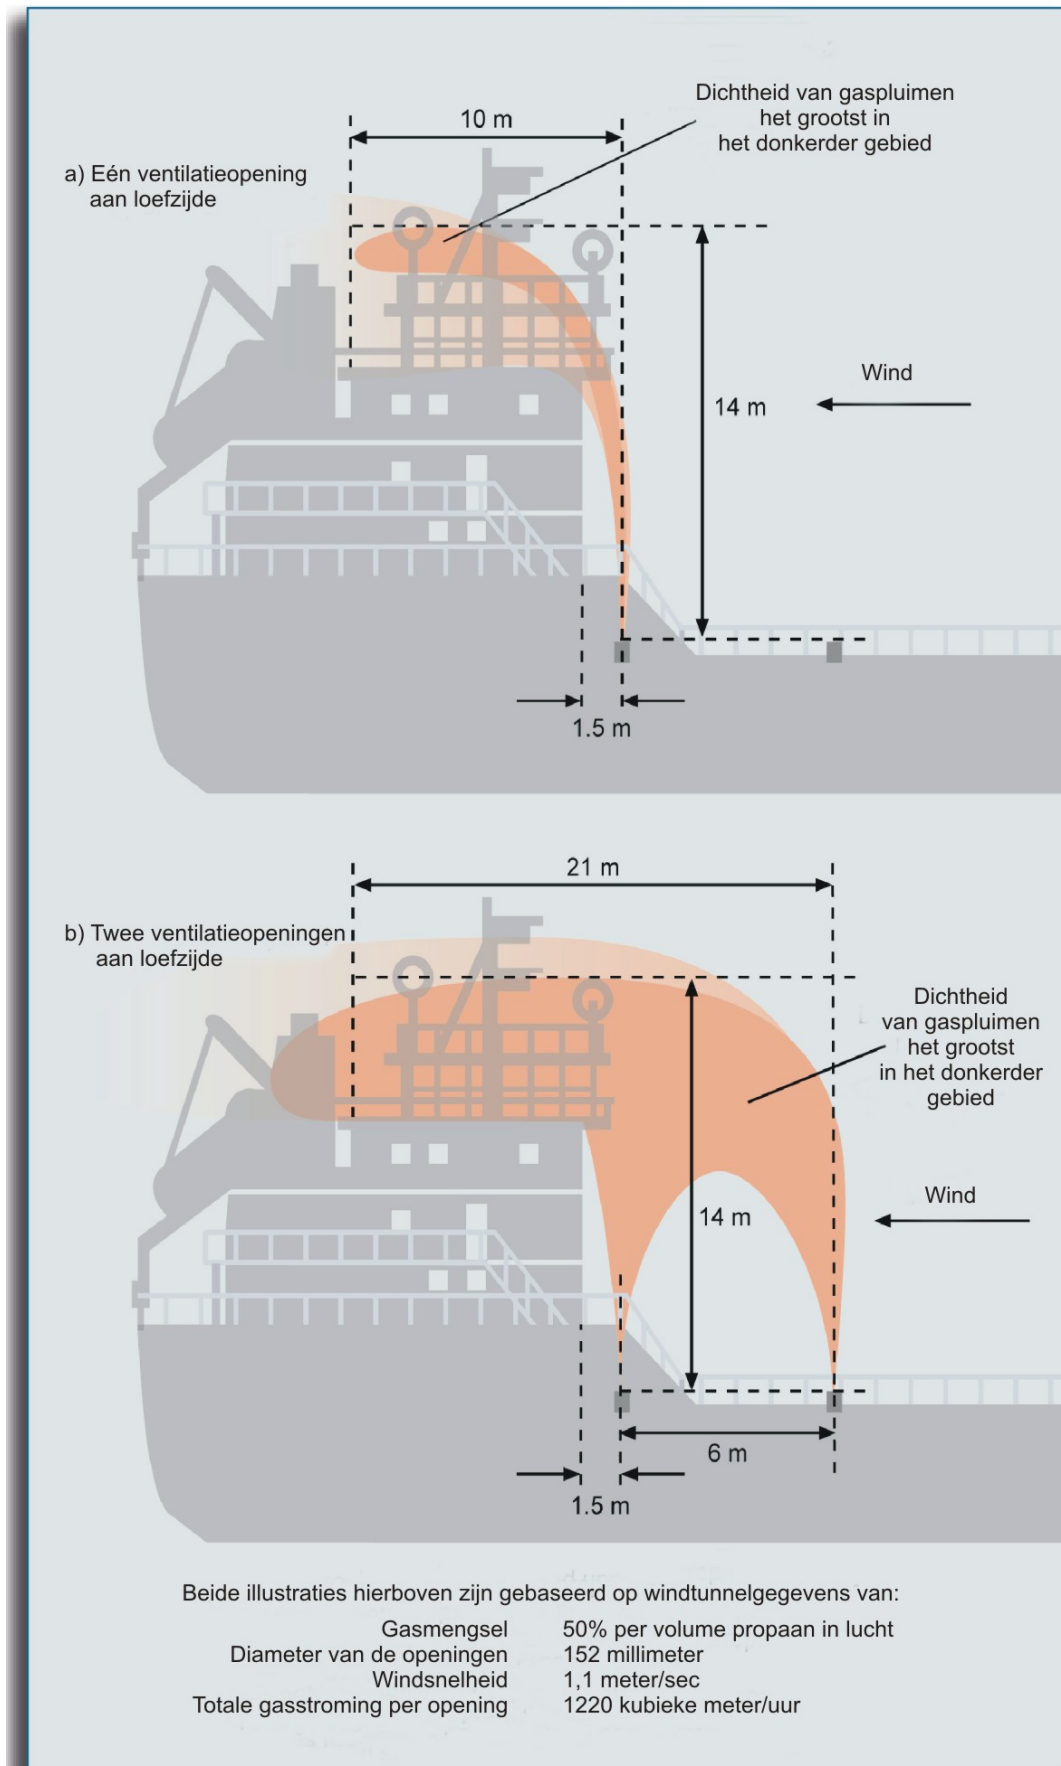 10 m
Dichtheid van gaspluimen
het grootst in
het donkerder gebied
a) Eén ventilatieopening
aan loefzijde
Wind
14 m
1.5 m
21 m
b) Twee ventilatieopeningen
aan loefzijde
Dichtheid
van gaspluimen
het grootst
in het donkerder
gebied
Wind
14 m
6 m
1.5 m
Beide illustraties hierboven zijn gebaseerd op windtunnelgegevens van:
Gasmengsel 50% per volume propaan in lucht
Diameter van de openingen 152 millimeter
Windsnelheid 1,1 meter/sec
Totale gasstroming per opening 1220 kubieke meter/uur